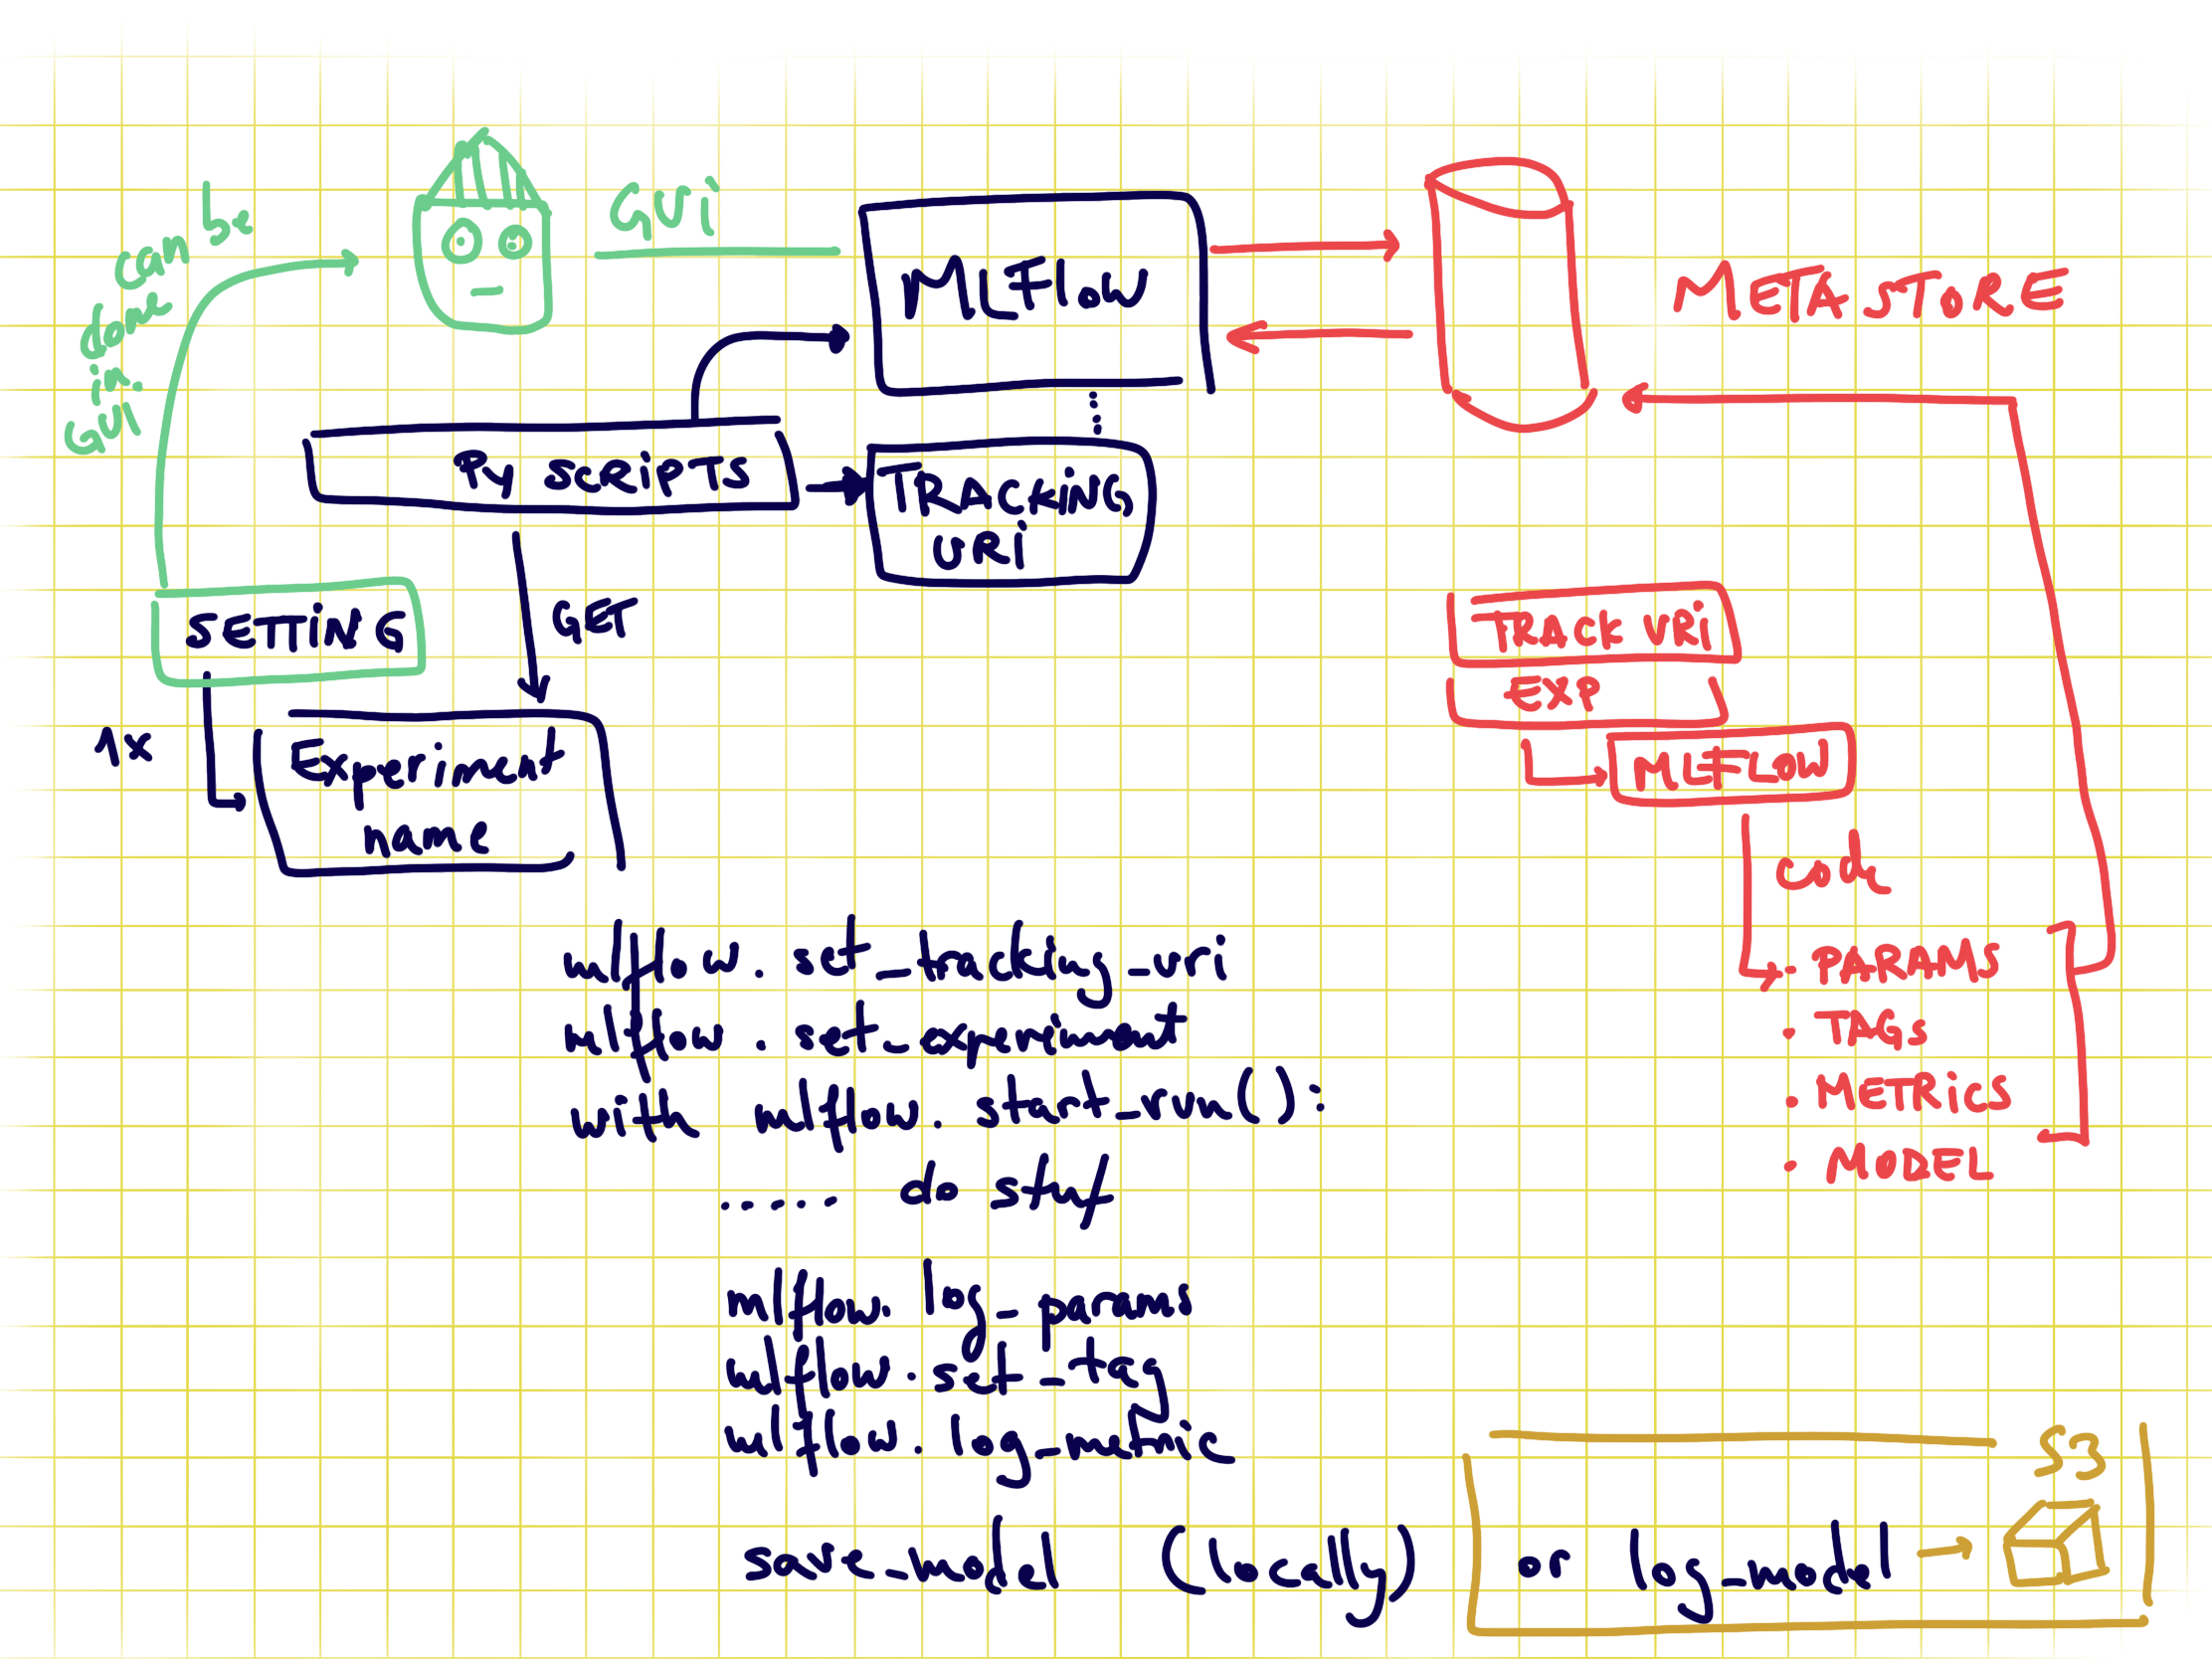 can be
done
in
GUI
GUI
MLFlow
METASTORE
Py SCRIPTS
TRACKING
URI
SETTING
GET
TRACK URI
EXP
1x
Experiment
name
MLFLOW
Code
mlflow. set_tracking_uri
mlflow. set_experiment
with mlflow. start_run():
..... do stuf
· PARAMS
· TAGS
· METRICS
· MODEL
mlflow. log_params
mlflow. set_tag
mlflow. log_metric
S3
save_model (locally) or log_model →